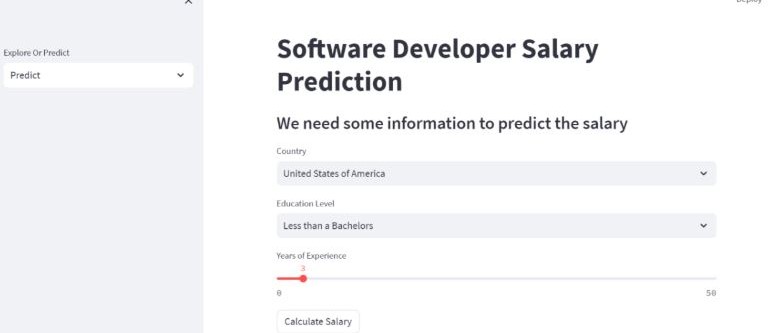 Deploy
Explore Or Predict
Predict
Software Developer Salary
Prediction
We need some information to predict the salary
Country
United States of America
Education Level
Less than a Bachelors
Years of Experience
3
0 50
Calculate Salary